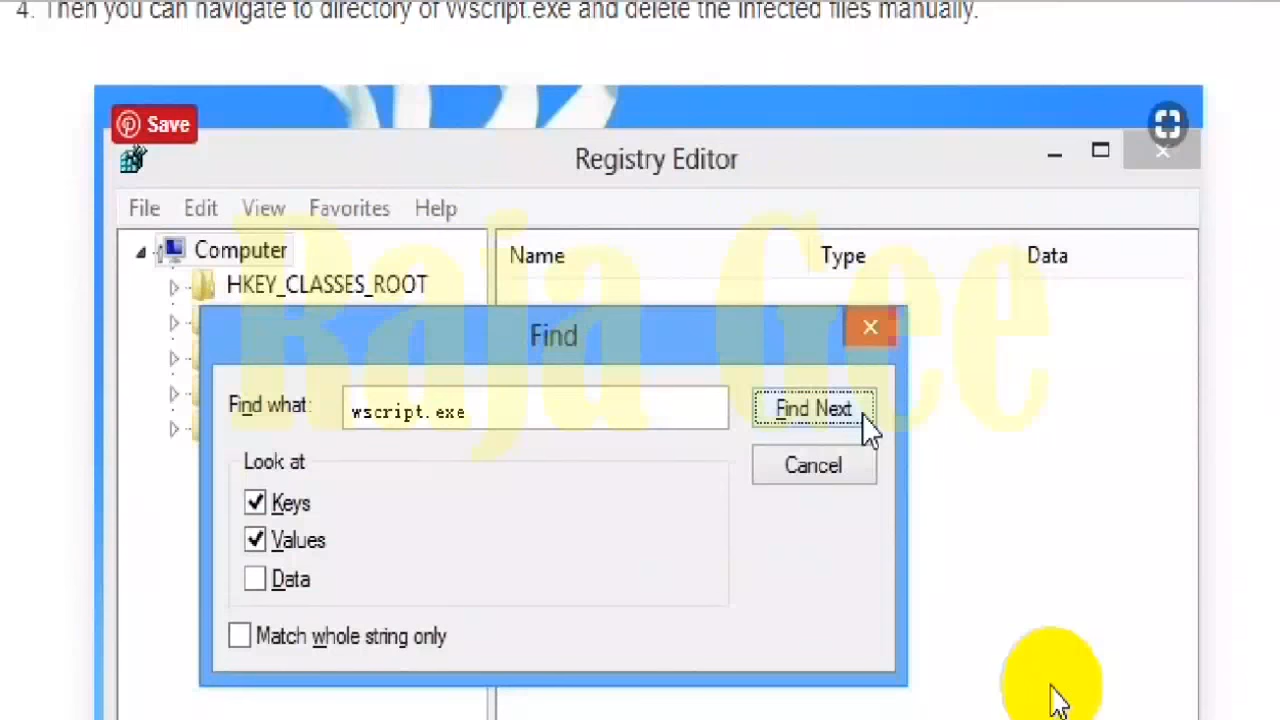 4. Then you can navigate to directory of Wscript.exe and delete the infected files manually.
Save
Registry Editor
File Edit View Favorites Help
Computer
Name Type Data
HKEY_CLASSES_ROOT
Raja Gee
Find
Find what: wscript.exe Find Next
Cancel
Look at
Keys
Values
Data
Match whole string only